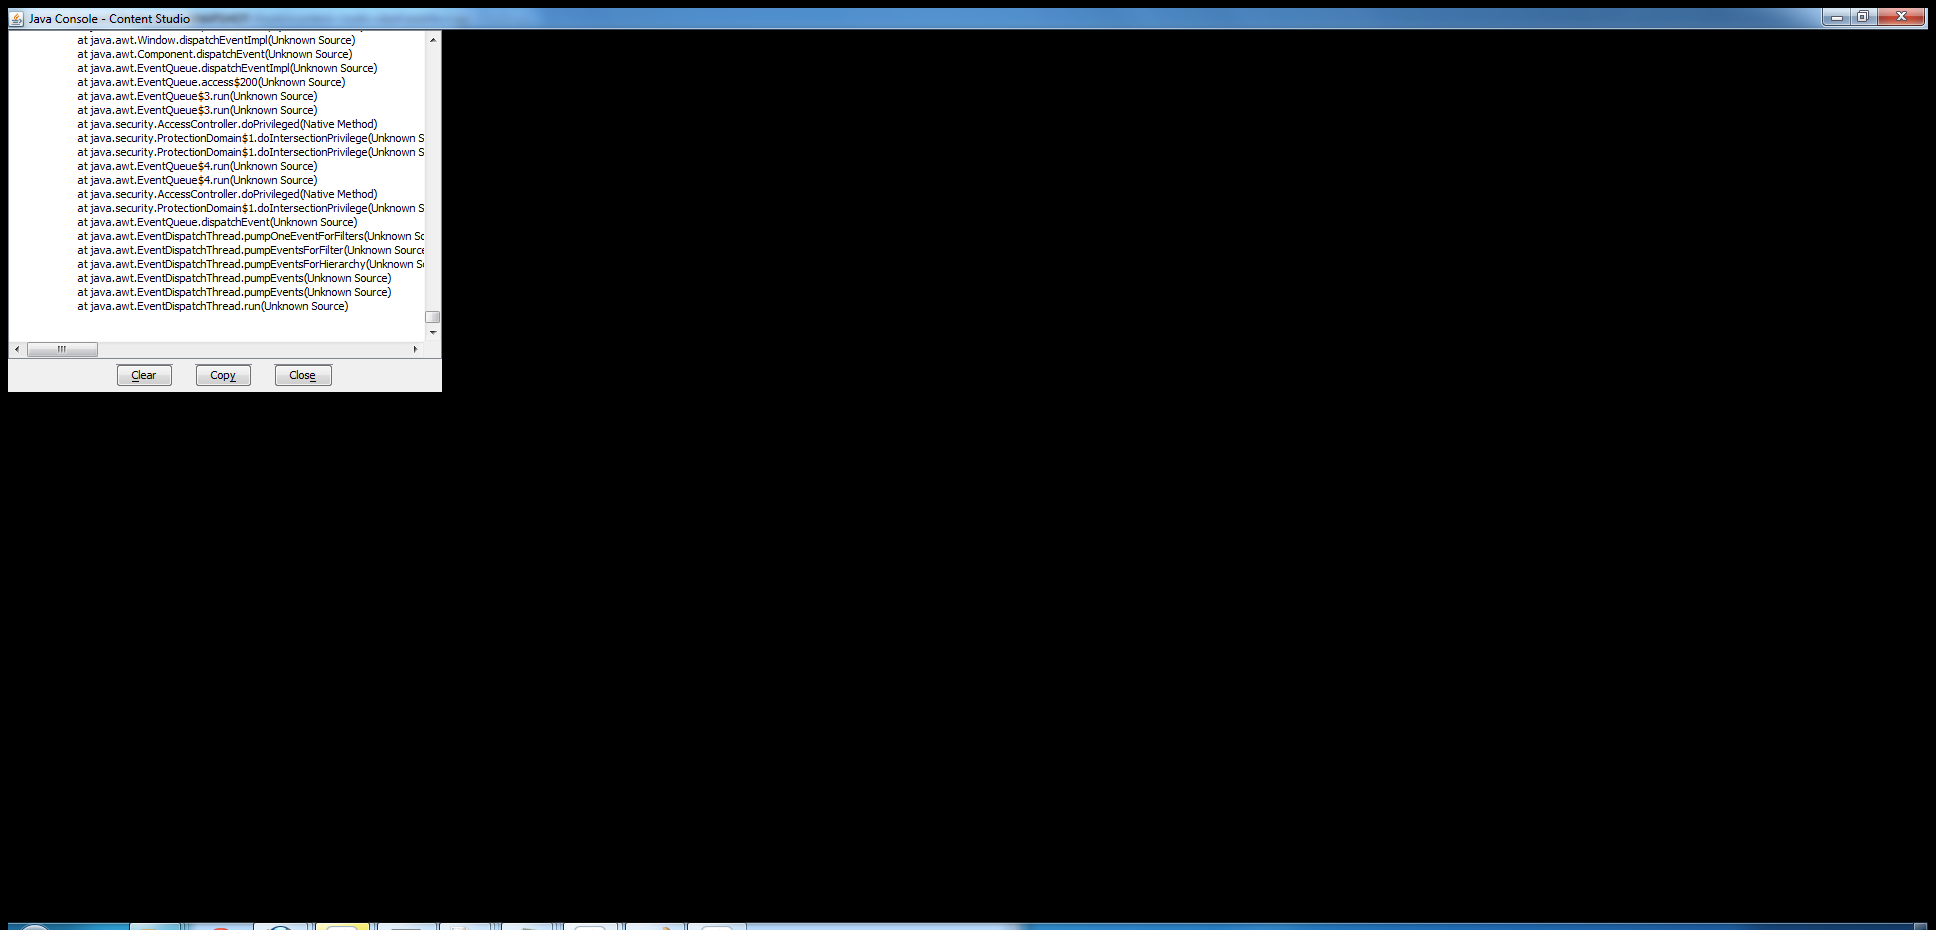 Java Console - Content Studio
at java.awt.Window.dispatchEventImpl(Unknown Source)
at java.awt.Component.dispatchEvent(Unknown Source)
at java.awt.EventQueue.dispatchEventImpl(Unknown Source)
at java.awt.EventQueue.access$200(Unknown Source)
at java.awt.EventQueue$3.run(Unknown Source)
at java.awt.EventQueue$3.run(Unknown Source)
at java.security.AccessController.doPrivileged(Native Method)
at java.security.ProtectionDomain$1.doIntersectionPrivilege(Unknown S
at java.security.ProtectionDomain$1.doIntersectionPrivilege(Unknown S
at java.awt.EventQueue$4.run(Unknown Source)
at java.awt.EventQueue$4.run(Unknown Source)
at java.security.AccessController.doPrivileged(Native Method)
at java.security.ProtectionDomain$1.doIntersectionPrivilege(Unknown S
at java.awt.EventQueue.dispatchEvent(Unknown Source)
at java.awt.EventDispatchThread.pumpOneEventForFilters(Unknown So
at java.awt.EventDispatchThread.pumpEventsForFilter(Unknown Source
at java.awt.EventDispatchThread.pumpEventsForHierarchy(Unknown So
at java.awt.EventDispatchThread.pumpEvents(Unknown Source)
at java.awt.EventDispatchThread.pumpEvents(Unknown Source)
at java.awt.EventDispatchThread.run(Unknown Source)
Clear Copy Close